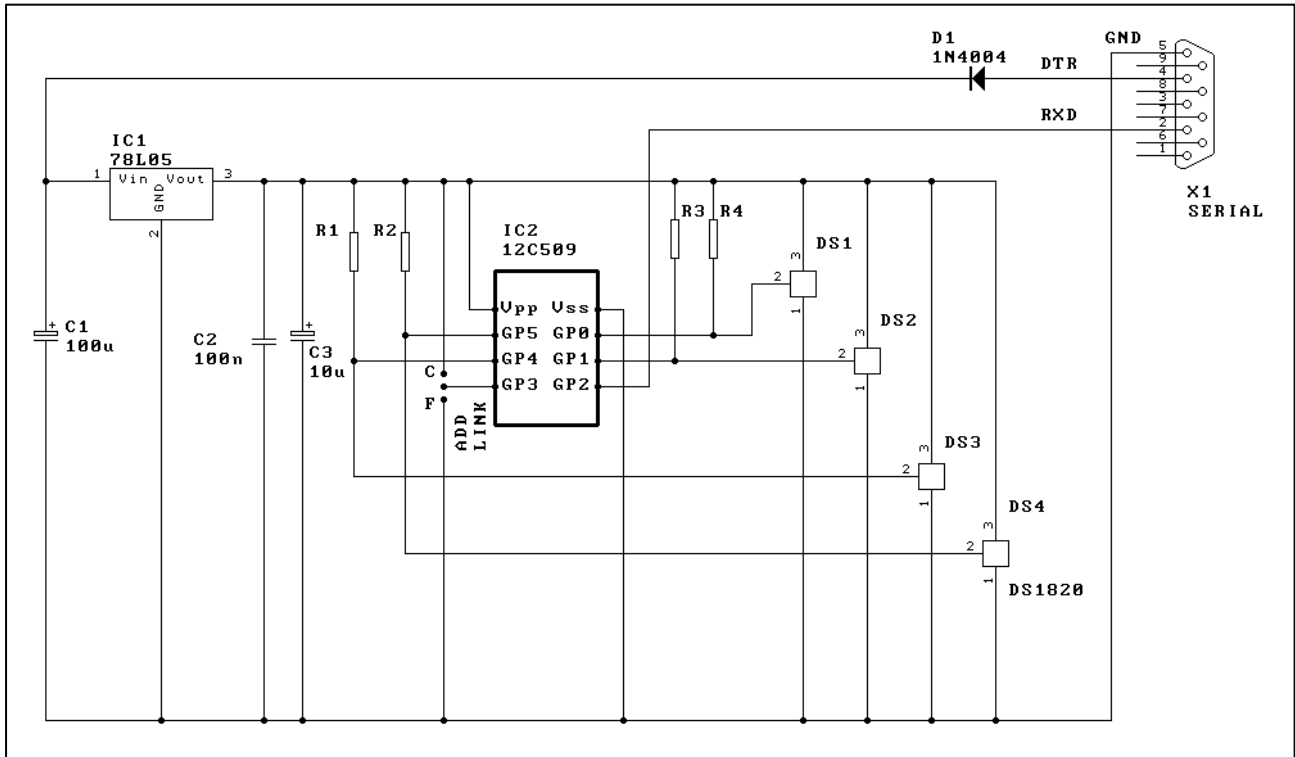 D1
1N4004
GND
DTR
RXD
5
9
4
8
3
7
2
6
1
X1
SERIAL
IC1
78L05
1
Vin Vout
3
GND
2
R1
R2
IC2
12C509
R3
R4
DS1
3
2
1
Vpp Vss
GP5 GP0
GP4 GP1
GP3 GP2
C
F
ADD
LINK
+
C1
100u
C2
100n
+
C3
10u
DS2
3
2
1
DS3
3
2
1
DS4
3
2
1
DS1820